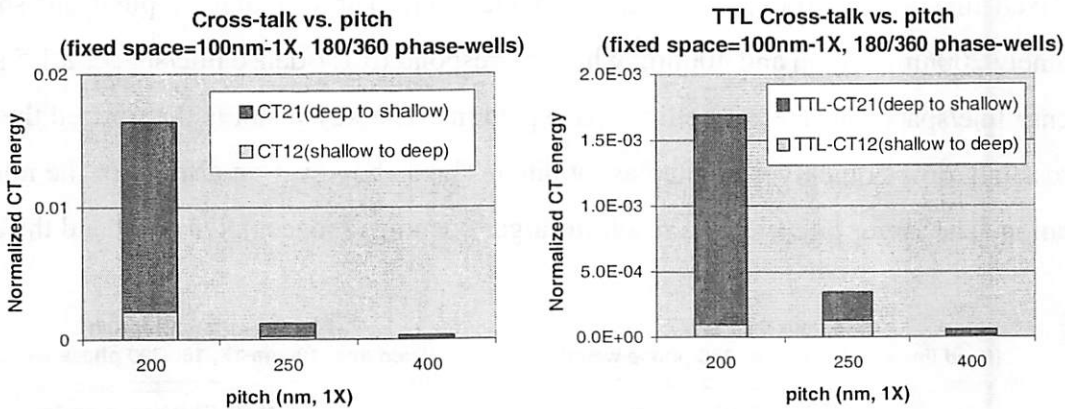 Cross-talk vs. pitch
(fixed space=100nm-1X, 180/360 phase-wells)
Normalized CT energy
0.02
0.01
0
CT21(deep to shallow)
CT12(shallow to deep)
200
250
400
pitch (nm, 1X)
TTL Cross-talk vs. pitch
(fixed space=100nm-1X, 180/360 phase-wells)
Normalized CT energy
2.0E-03
1.5E-03
1.0E-03
5.0E-04
0.0E+00
TTL-CT21(deep to shallow)
TTL-CT12(shallow to deep)
200
250
400
pitch (nm, 1X)